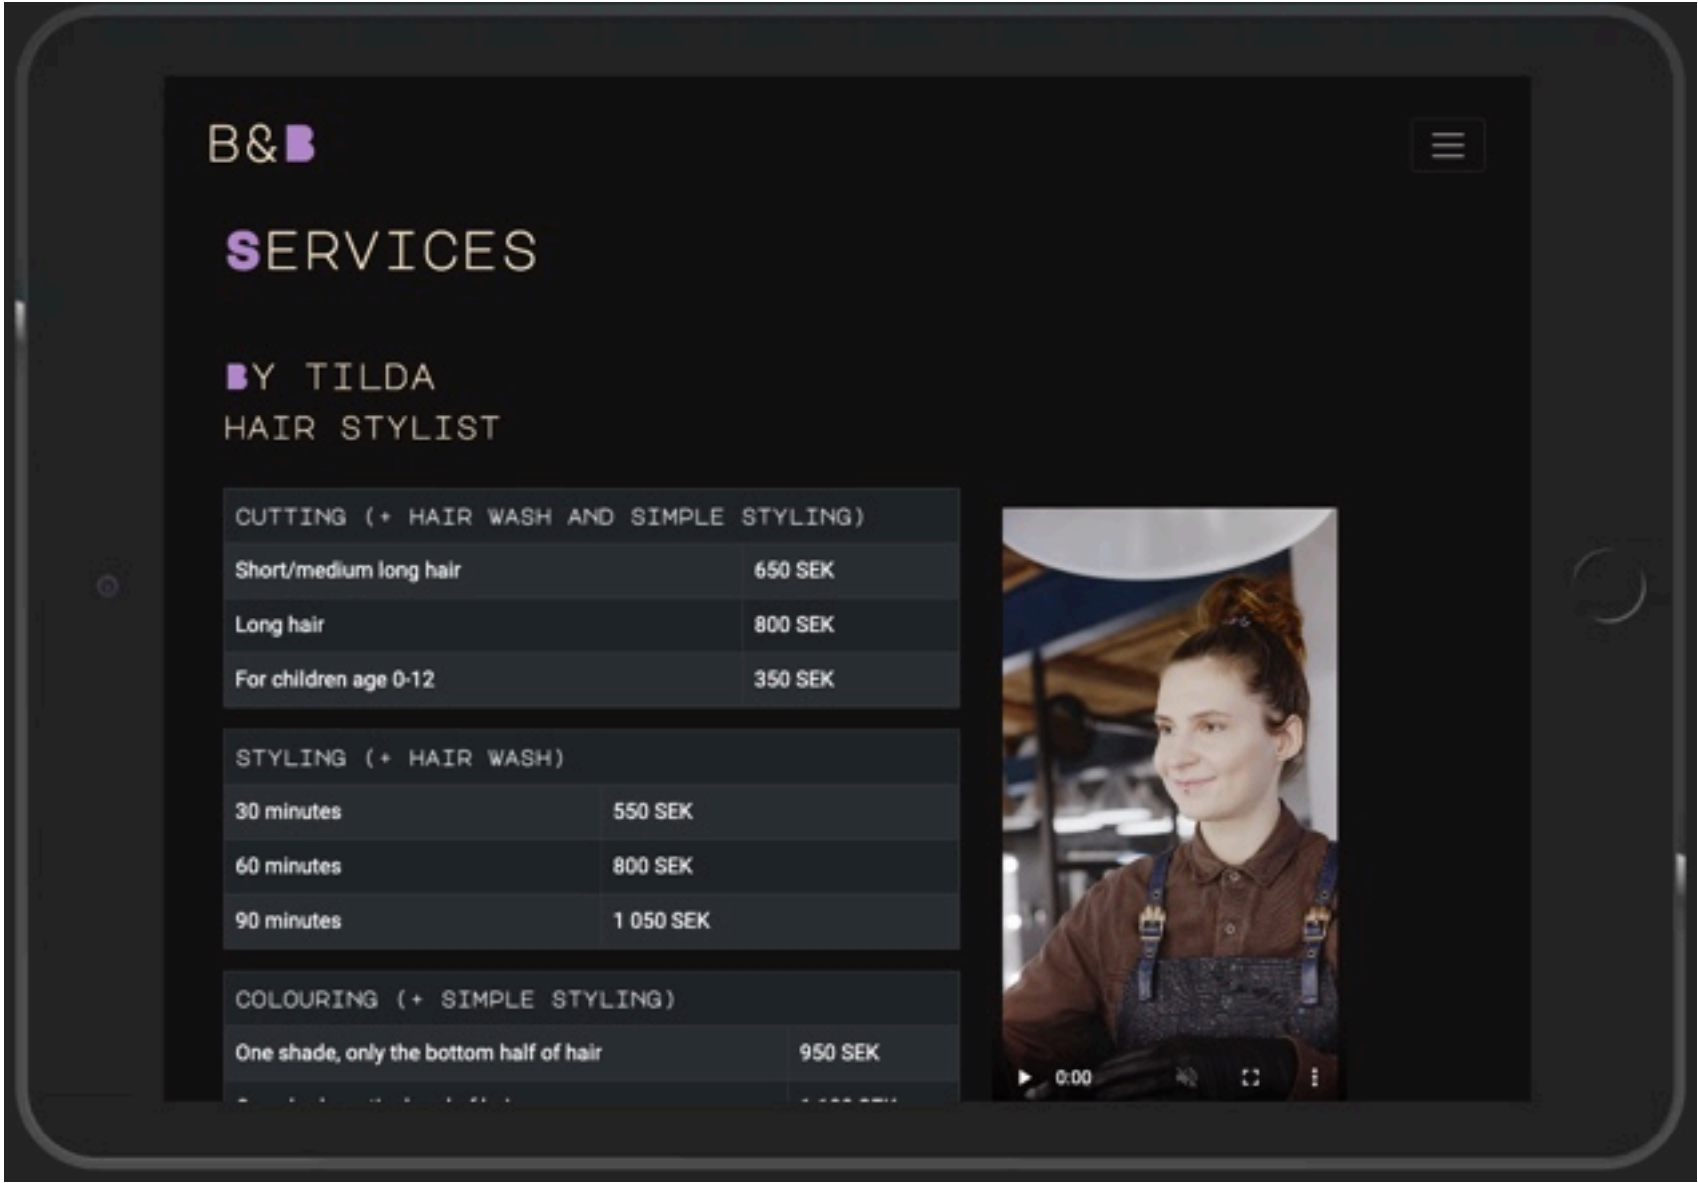 B&B
SERVICES
BY TILDA
HAIR STYLIST
CUTTING (+ HAIR WASH AND SIMPLE STYLING)
Short/medium long hair 650 SEK
Long hair 800 SEK
For children age 0-12 350 SEK
STYLING (+ HAIR WASH)
30 minutes 550 SEK
60 minutes 800 SEK
90 minutes 1 050 SEK
COLOURING (+ SIMPLE STYLING)
One shade, only the bottom half of hair 950 SEK
0:00